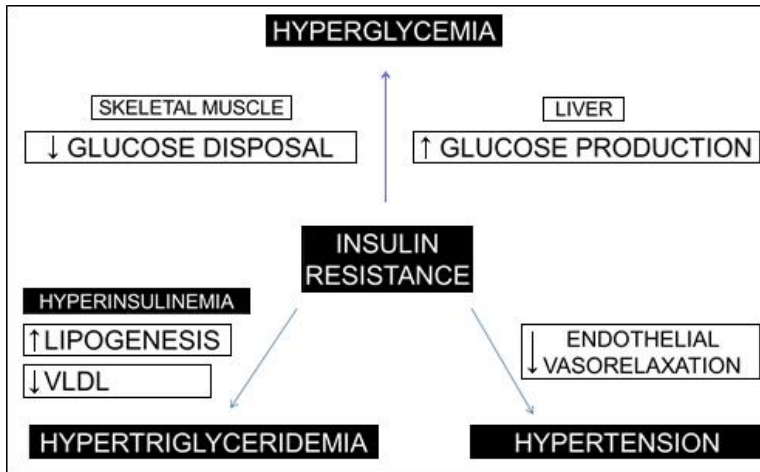 HYPERGLYCEMIA
SKELETAL MUSCLE
↓ GLUCOSE DISPOSAL
LIVER
↑ GLUCOSE PRODUCTION
INSULIN
RESISTANCE
HYPERINSULINEMIA
↑LIPOGENESIS
↓VLDL
↓ ENDOTHELIAL
VASORELAXATION
HYPERTRIGLYCERIDEMIA
HYPERTENSION